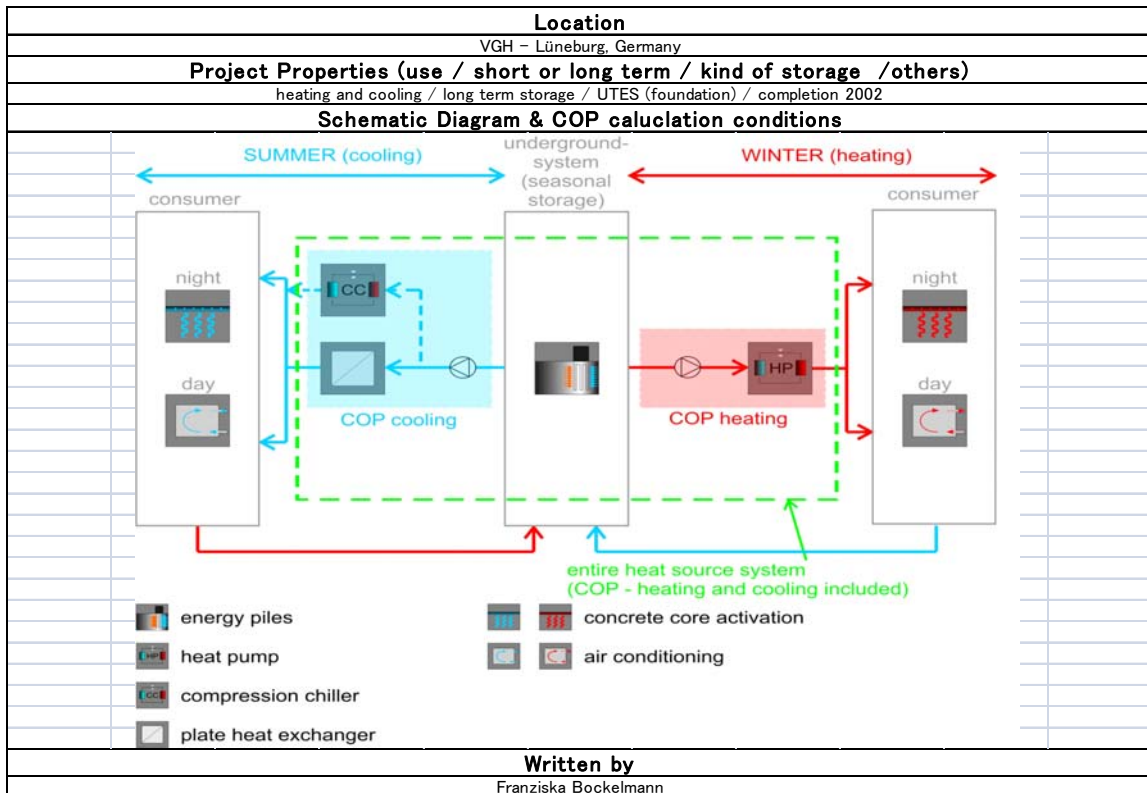 Location
VGH - Lüneburg, Germany
Project Properties (use / short or long term / kind of storage /others)
heating and cooling / long term storage / UTES (foundation) / completion 2002
Schematic Diagram & COP caluclation conditions
SUMMER (cooling)
underground-
system
(seasonal
storage)
WINTER (heating)
consumer
consumer
night
CC
night
day
HP
day
COP cooling
COP heating
entire heat source system
(COP - heating and cooling included)
energy piles
concrete core activation
HP
heat pump
air conditioning
CC
compression chiller
plate heat exchanger
Written by
Franziska Bockelmann